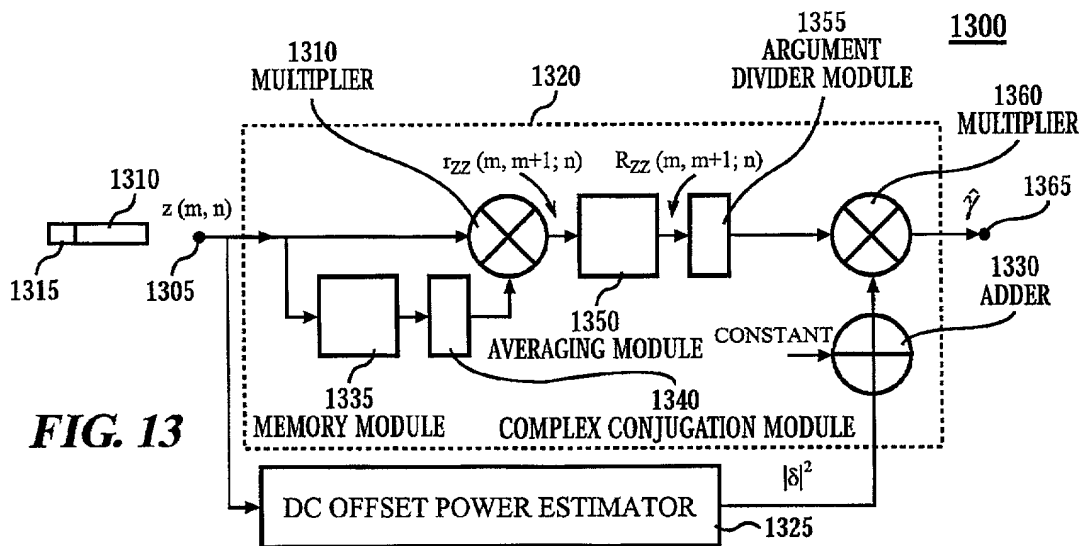 1300
1355
ARGUMENT
DIVIDER MODULE
1310
MULTIPLIER
1320
1360
MULTIPLIER
r_ZZ (m, m+1; n)
R_ZZ (m, m+1; n)
1310
z (m, n)
γ̂
1365
1315
1305
1330
ADDER
1350
AVERAGING MODULE
CONSTANT
1335
MEMORY MODULE
1340
COMPLEX CONJUGATION MODULE
FIG. 13
|δ|²
DC OFFSET POWER ESTIMATOR
1325